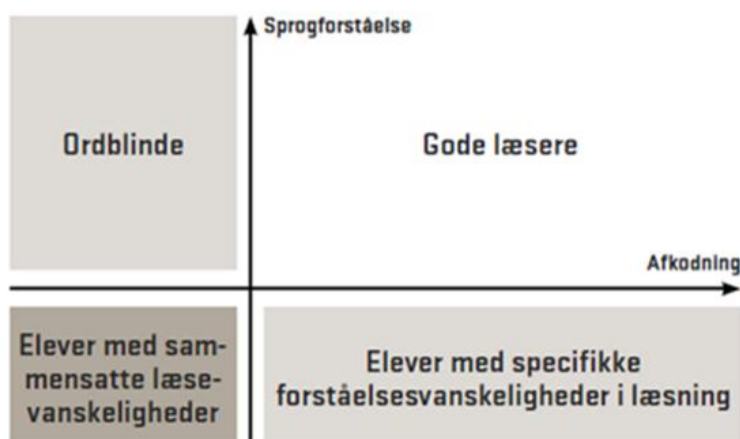 Sprogforståelse
Ordblinde
Gode læsere
Afkodning
Elever med sam-
mensatte læse-
vanskeligheder
Elever med specifikke
forståelsesvanskeligheder i læsning